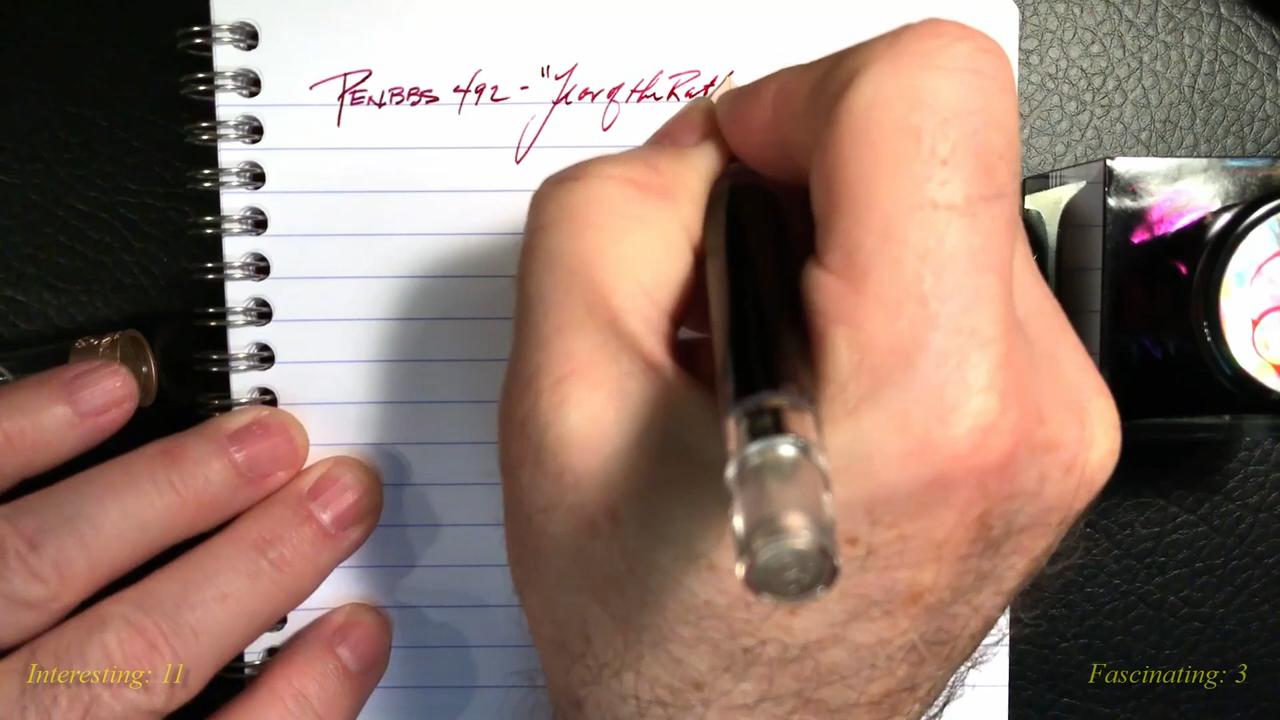 PENBBS 492 - "Year of the Rat
Interesting: 11
Fascinating: 3